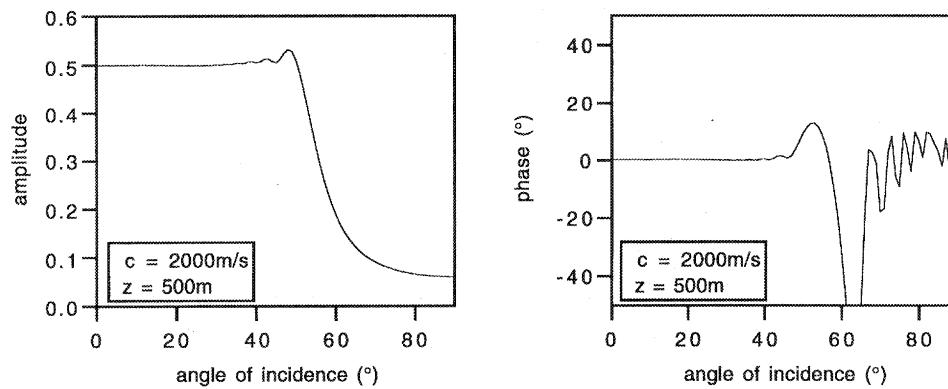 0.6
0.5
0.4
0.3
0.2
0.1
0.0
amplitude
c = 2000m/s
z = 500m
0 20 40 60 80
angle of incidence (°)
40
20
0
-20
-40
phase (°)
c = 2000m/s
z = 500m
0 20 40 60 80
angle of incidence (°)